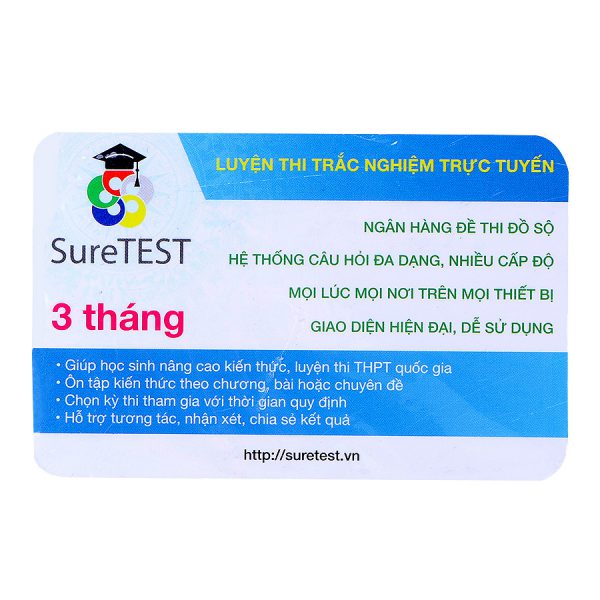 LUYỆN THI TRẮC NGHIỆM TRỰC TUYẾN
SureTEST
3 tháng
NGÂN HÀNG ĐỀ THI ĐỒ SỘ
HỆ THỐNG CÂU HỎI ĐA DẠNG, NHIỀU CẤP ĐỘ
MỌI LÚC MỌI NƠI TRÊN MỌI THIẾT BỊ
GIAO DIỆN HIỆN ĐẠI, DỄ SỬ DỤNG
• Giúp học sinh nâng cao kiến thức, luyện thi THPT quốc gia
• Ôn tập kiến thức theo chương, bài hoặc chuyên đề
• Chọn kỳ thi tham gia với thời gian quy định
• Hỗ trợ tương tác, nhận xét, chia sẻ kết quả
http://suretest.vn